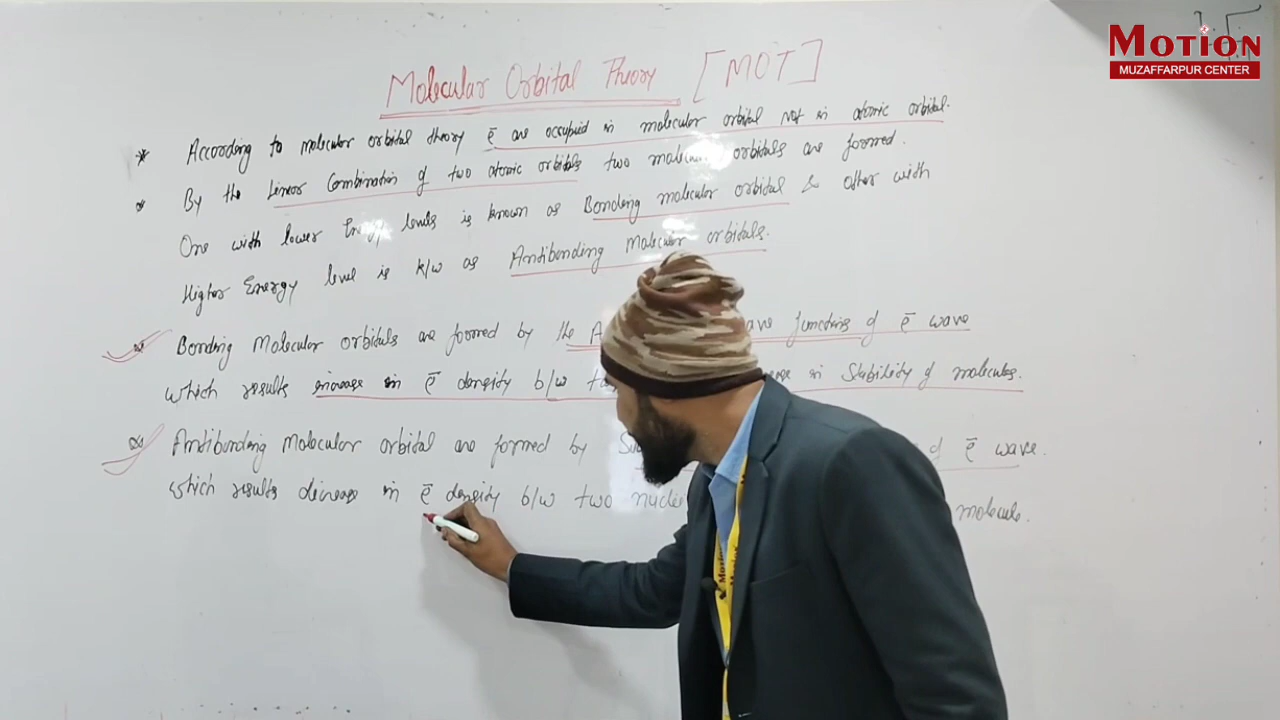 MOTION
MUZAFFARPUR CENTER
Molecular Orbital Theory [MOT]
* According to molecular orbital theory ē are occupied in molecular orbital not in atomic orbital.
* By the Linear Combination of two atomic orbitals two molecular orbitals are formed.
One with lower Energy levels is known as Bonding molecular orbital & other with
Higher Energy level is k/w as Antibonding Molecular orbitals.
* Bonding Molecular orbitals are formed by the functions of ē wave
which results increase in ē density b/w in Stability of molecules.
* Antibonding Molecular orbital are formed by of ē wave.
which results decrease in ē density b/w two nuclei molecule.
Motion